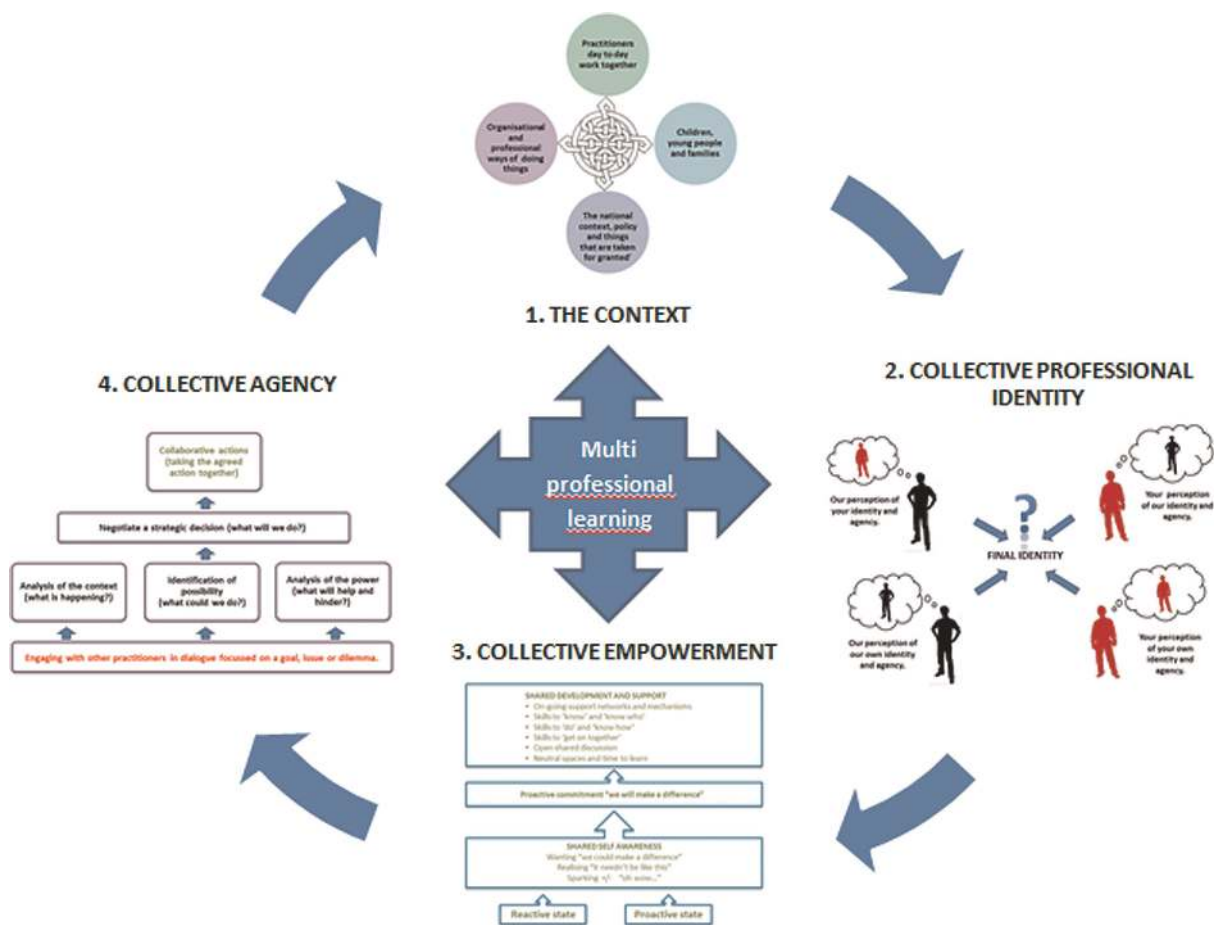 Practitioners
day to day
work together
Organisational
and
professional
ways of doing
things
Children,
young people
and families
The national
context, policy
and things
that are taken
for granted'
1. THE CONTEXT
Multi
professional
learning
2. COLLECTIVE PROFESSIONAL
IDENTITY
Our perception of
your identity and
agency.
Your perception
of our identity and
agency.
?
FINAL IDENTITY
Our perception of
our own identity
and agency.
Your perception
of your own
identity and
agency.
3. COLLECTIVE EMPOWERMENT
SHARED DEVELOPMENT AND SUPPORT
• On-going support networks and mechanisms
• Skills to 'know' and 'know who'
• Skills to 'do' and 'know how'
• Skills to 'get on together'
• Open shared discussion
• Neutral spaces and time to learn
Proactive commitment "we will make a difference"
SHARED SELF AWARENESS
Wanting "we could make a difference"
Realising "it needn't be like this"
Sparking +/- "oh wow..."
Reactive state
Proactive state
4. COLLECTIVE AGENCY
Collaborative actions
(taking the agreed
action together)
Negotiate a strategic decision (what will we do?)
Analysis of the context
(what is happening?)
Identification of
possibility
(what could we do?)
Analysis of the power
(what will help and
hinder?)
Engaging with other practitioners in dialogue focussed on a goal, issue or dilemma.